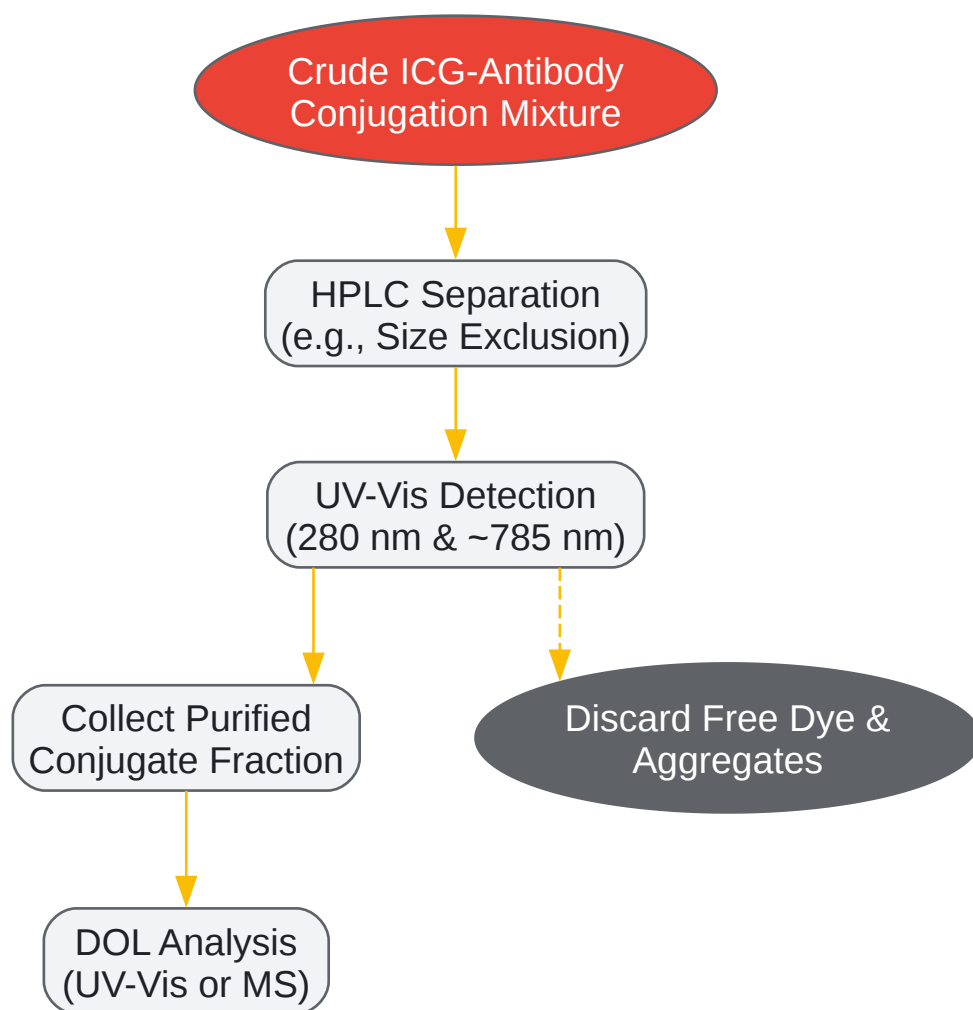 Crude ICG-Antibody
Conjugation Mixture
HPLC Separation
(e.g., Size Exclusion)
UV-Vis Detection
(280 nm & ~785 nm)
Collect Purified
Conjugate Fraction
Discard Free Dye &
Aggregates
DOL Analysis
(UV-Vis or MS)